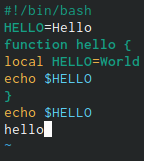 #!/bin/bash
HELLO=Hello
function hello {
local HELLO=World
echo $HELLO
}
echo $HELLO
hello
~